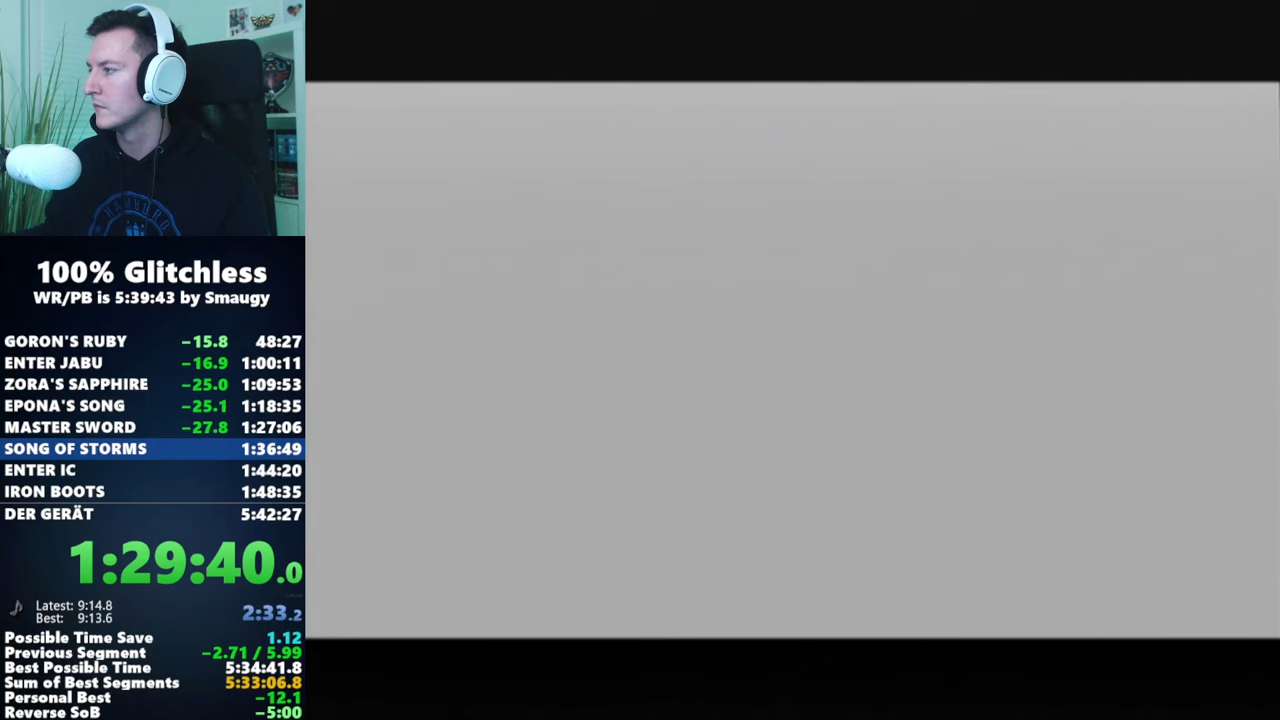 HAMBURG
100% Glitchless
WR/PB is 5:39:43 by Smaugy
GORON'S RUBY −15.8 48:27
ENTER JABU −16.9 1:00:11
ZORA'S SAPPHIRE −25.0 1:09:53
EPONA'S SONG −25.1 1:18:35
MASTER SWORD −27.8 1:27:06
SONG OF STORMS 1:36:49
ENTER IC 1:44:20
IRON BOOTS 1:48:35
DER GERÄT 5:42:27
1:29:40.0
Latest: 9:14.8
Best: 9:13.6
2:33.2
Possible Time Save 1.12
Previous Segment −2.71 / 5.99
Best Possible Time 5:34:41.8
Sum of Best Segments 5:33:06.8
Personal Best −12.1
Reverse SoB −5:00